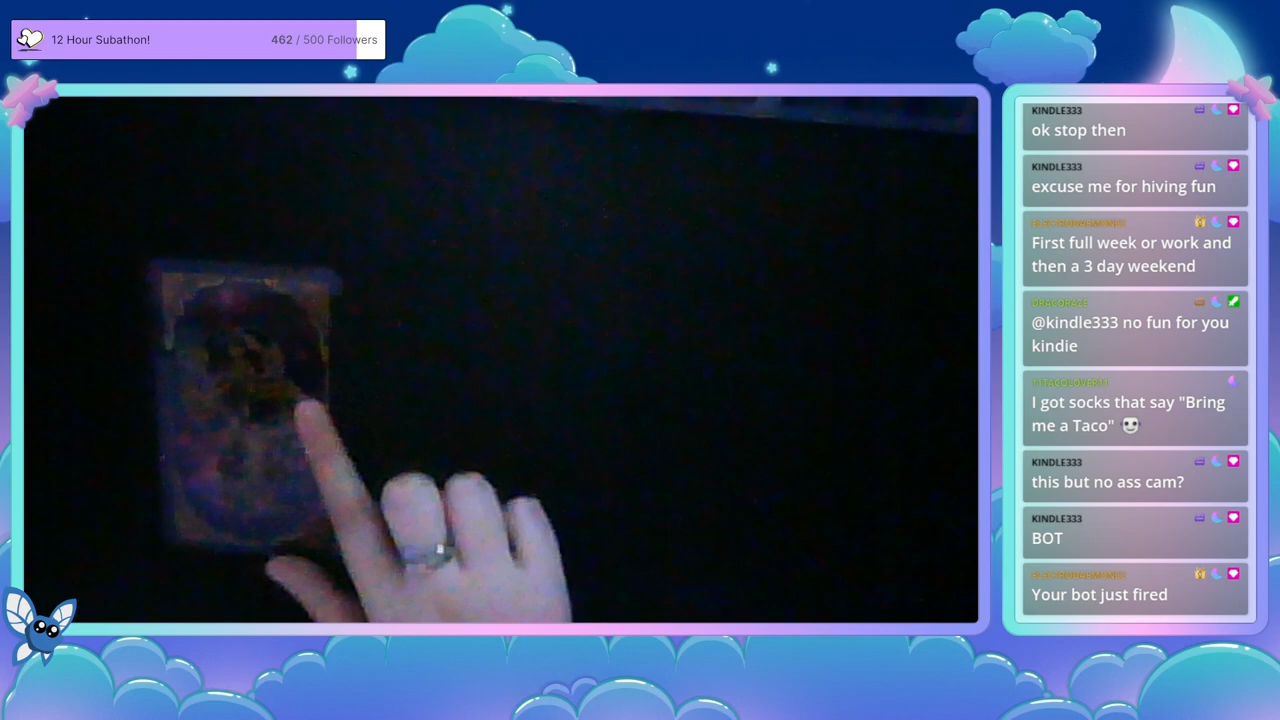 12 Hour Subathon!
462 / 500 Followers
KINDLE333
ok stop then
KINDLE333
excuse me for hiving fun
First full week or work and
then a 3 day weekend
DRACORAZE
@kindle333 no fun for you
kindie
I got socks that say "Bring
me a Taco"
KINDLE333
this but no ass cam?
KINDLE333
BOT
Your bot just fired